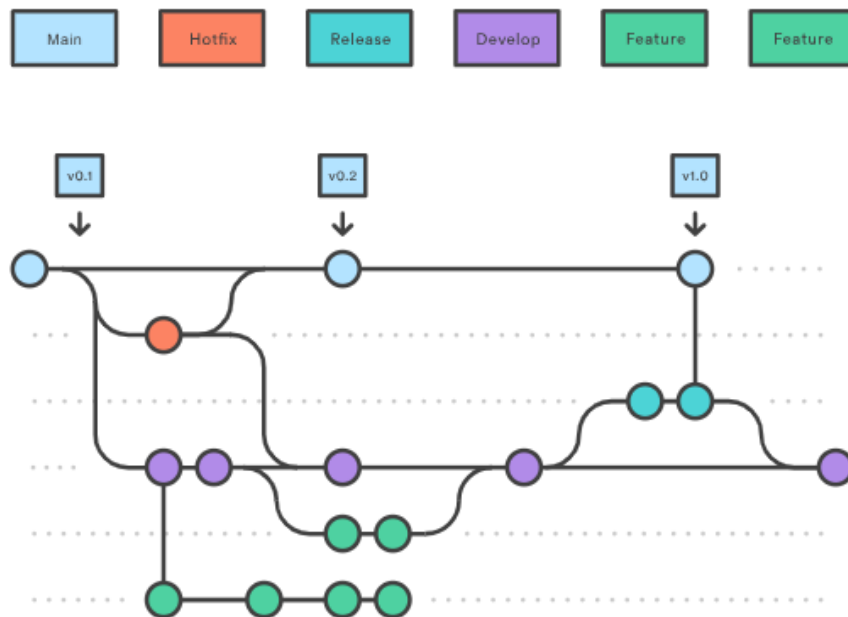 Main
Hotfix
Release
Develop
Feature
Feature
v0.1
v0.2
v1.0